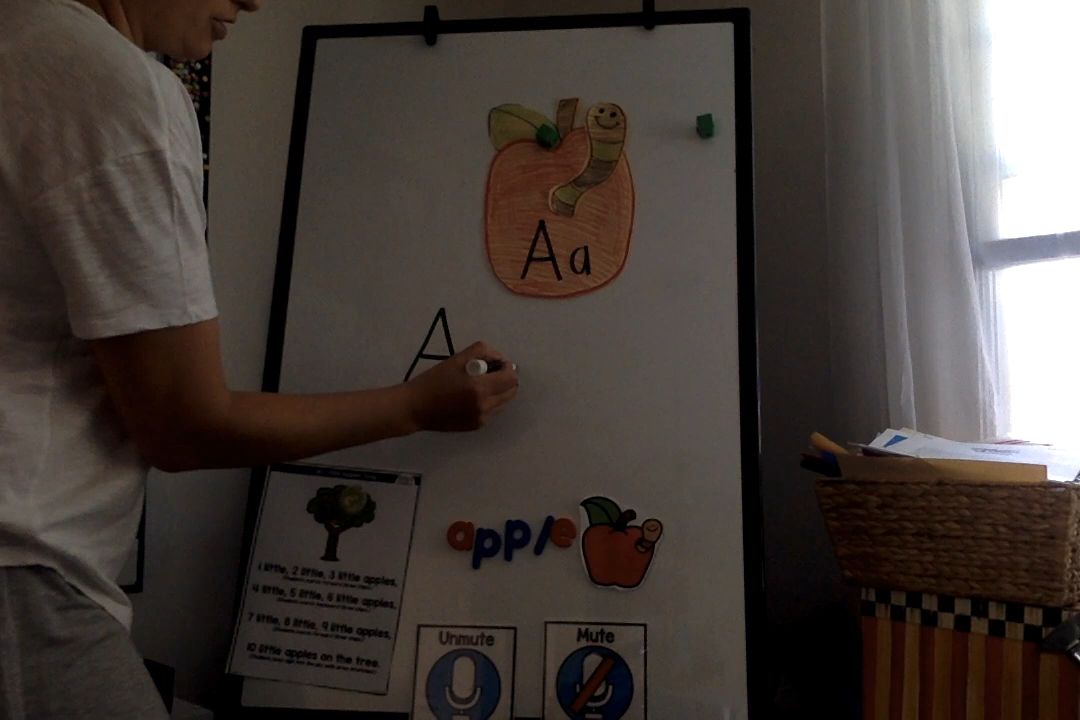 Aa
A
apple
1 little, 2 little, 3 little apples,
4 little, 5 little, 6 little apples,
7 little, 8 little, 9 little apples,
10 little apples on the tree.
Unmute
Mute